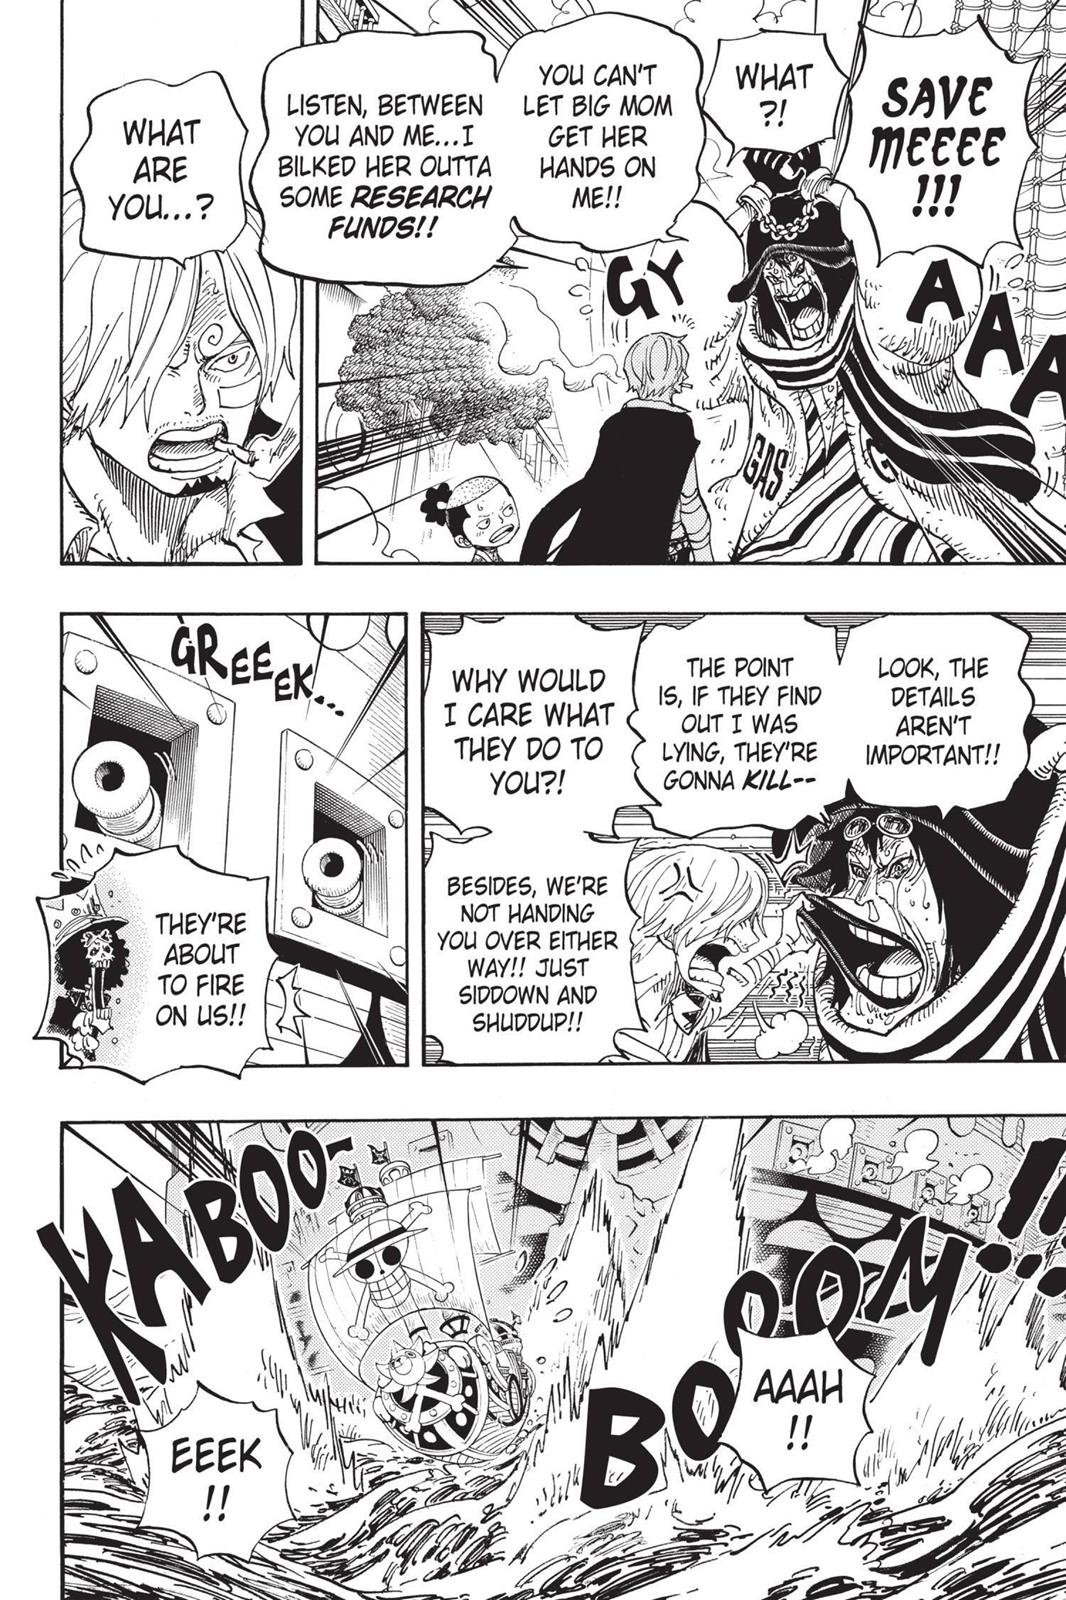 SAVE
MEEEE
!!!
WHAT
?!
YOU CAN'T
LET BIG MOM
GET HER
HANDS ON
ME!!
LISTEN, BETWEEN
YOU AND ME...I
BILKED HER OUTTA
SOME RESEARCH
FUNDS!!
GYAAAA
GAS
G
WHAT
ARE
YOU...?
LOOK, THE
DETAILS
AREN'T
IMPORTANT!!
THE POINT
IS, IF THEY FIND
OUT I WAS
LYING, THEY'RE
GONNA KILL--
WHY WOULD
I CARE WHAT
THEY DO TO
YOU?!
BESIDES, WE'RE
NOT HANDING
YOU OVER EITHER
WAY!! JUST
SIDDOWN AND
SHUDDUP!!
GREEEEK...
THEY'RE
ABOUT
TO FIRE
ON US!!
KABOO-
BOOOOM!!!
AAAH
!!
EEEK
!!